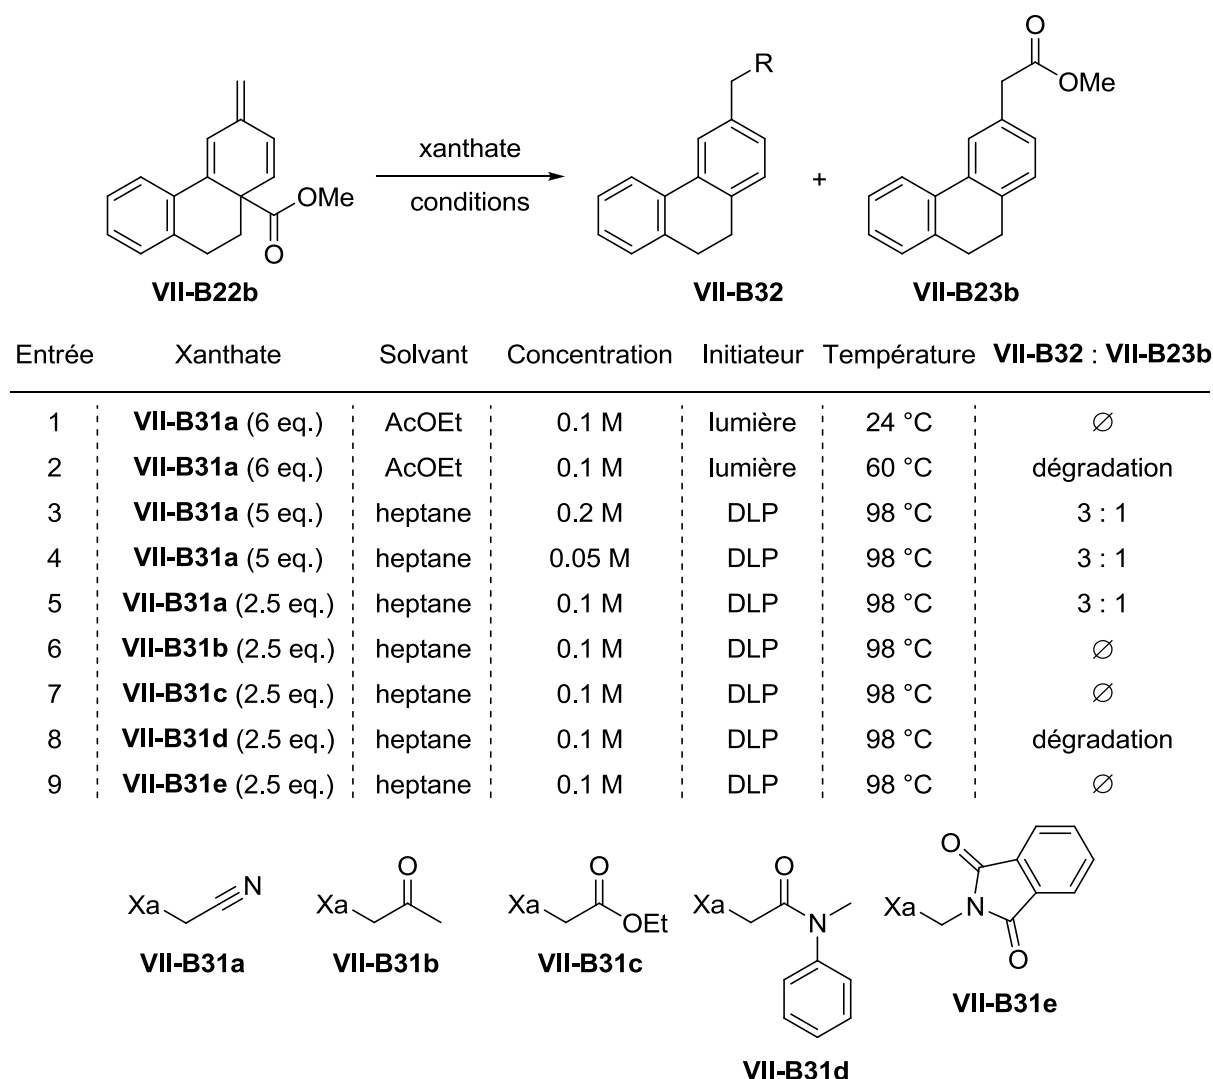 O
R
OMe
xanthate
conditions
+
OMe
O
VII-B22b
VII-B32
VII-B23b
Entrée Xanthate Solvant Concentration Initiateur Température VII-B32 : VII-B23b
1 VII-B31a (6 eq.) AcOEt 0.1 M lumière 24 °C ∅
2 VII-B31a (6 eq.) AcOEt 0.1 M lumière 60 °C dégradation
3 VII-B31a (5 eq.) heptane 0.2 M DLP 98 °C 3 : 1
4 VII-B31a (5 eq.) heptane 0.05 M DLP 98 °C 3 : 1
5 VII-B31a (2.5 eq.) heptane 0.1 M DLP 98 °C 3 : 1
6 VII-B31b (2.5 eq.) heptane 0.1 M DLP 98 °C ∅
7 VII-B31c (2.5 eq.) heptane 0.1 M DLP 98 °C ∅
8 VII-B31d (2.5 eq.) heptane 0.1 M DLP 98 °C dégradation
9 VII-B31e (2.5 eq.) heptane 0.1 M DLP 98 °C ∅
Xa N
VII-B31a
O
Xa
VII-B31b
O
Xa
OEt
VII-B31c
O
Xa
N
VII-B31d
O
Xa N
O
VII-B31e